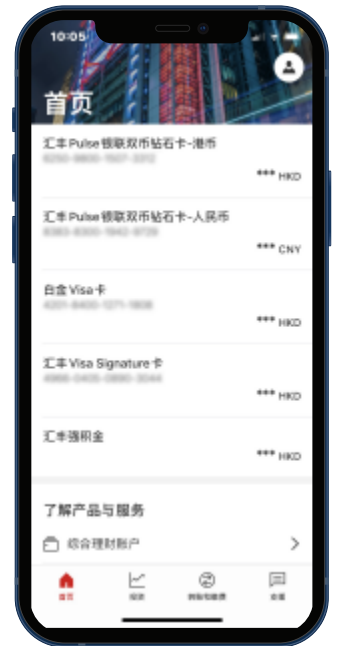 10:05
首页
汇丰Pulse银联双币钻石卡-港币
*** HKD
汇丰Pulse银联双币钻石卡-人民币
*** CNY
白金Visa卡
*** HKD
汇丰Visa Signature卡
*** HKD
汇丰强积金
*** HKD
了解产品与服务
综合理财账户
首页
投资